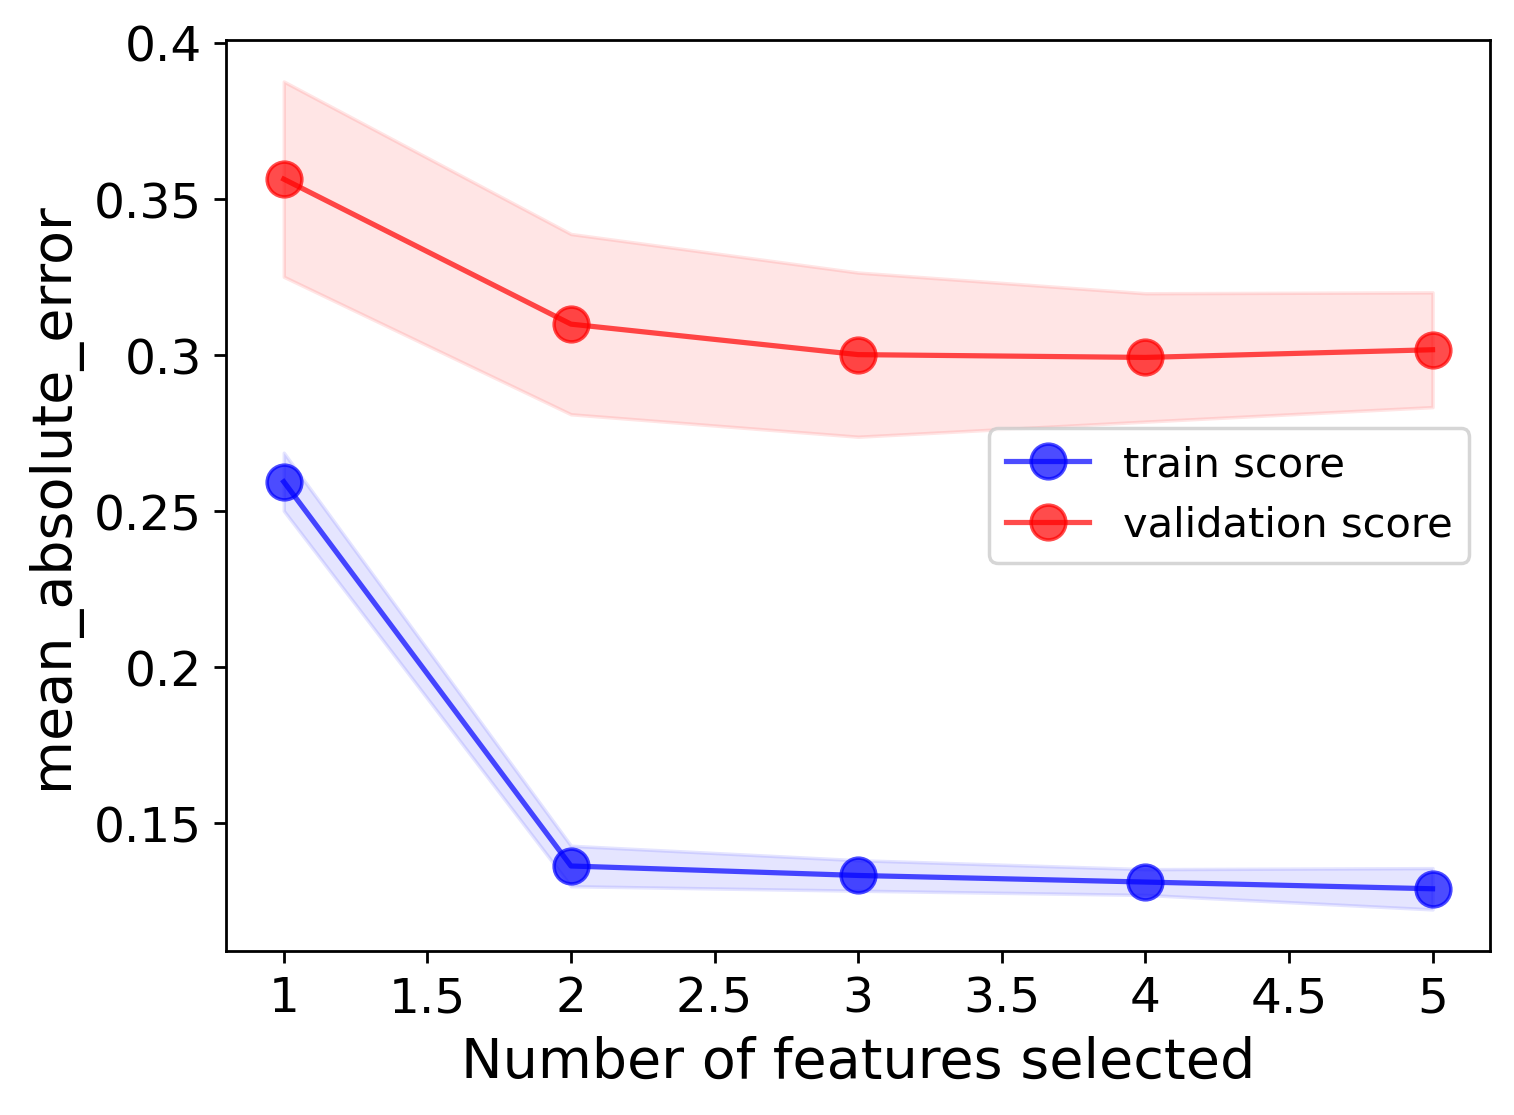 0.4
0.35
0.3
0.25
0.2
0.15
mean_absolute_error
train score
validation score
1 1.5 2 2.5 3 3.5 4 4.5 5
Number of features selected